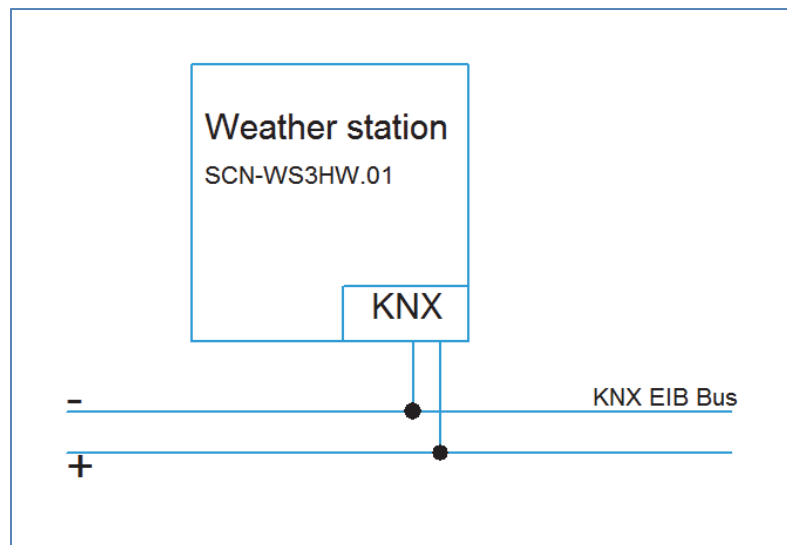 Weather station
SCN-WS3HW.01
KNX
-
KNX EIB Bus
+